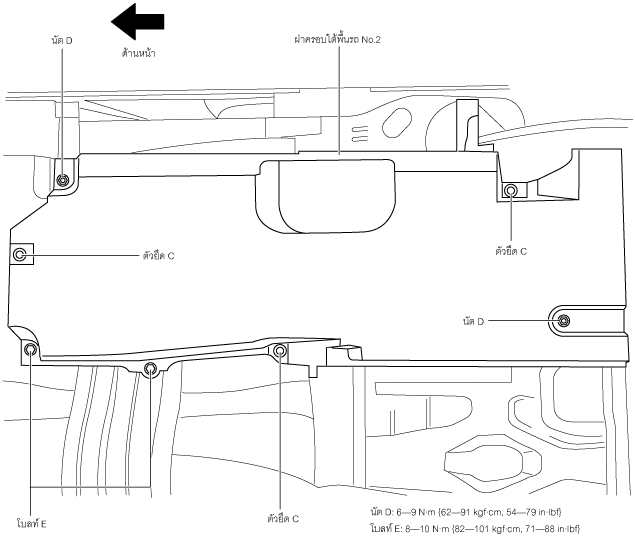 นัต D
ด้านหน้า
ฝาครอบใต้พื้นรถ No.2
ตัวยึด C
ตัวยึด C
นัต D
โบลท์ E
ตัวยึด C
นัต D: 6—9 N·m {62—91 kgf·cm, 54—79 in·lbf}
โบลท์ E: 8—10 N·m {82—101 kgf·cm, 71—88 in·lbf}